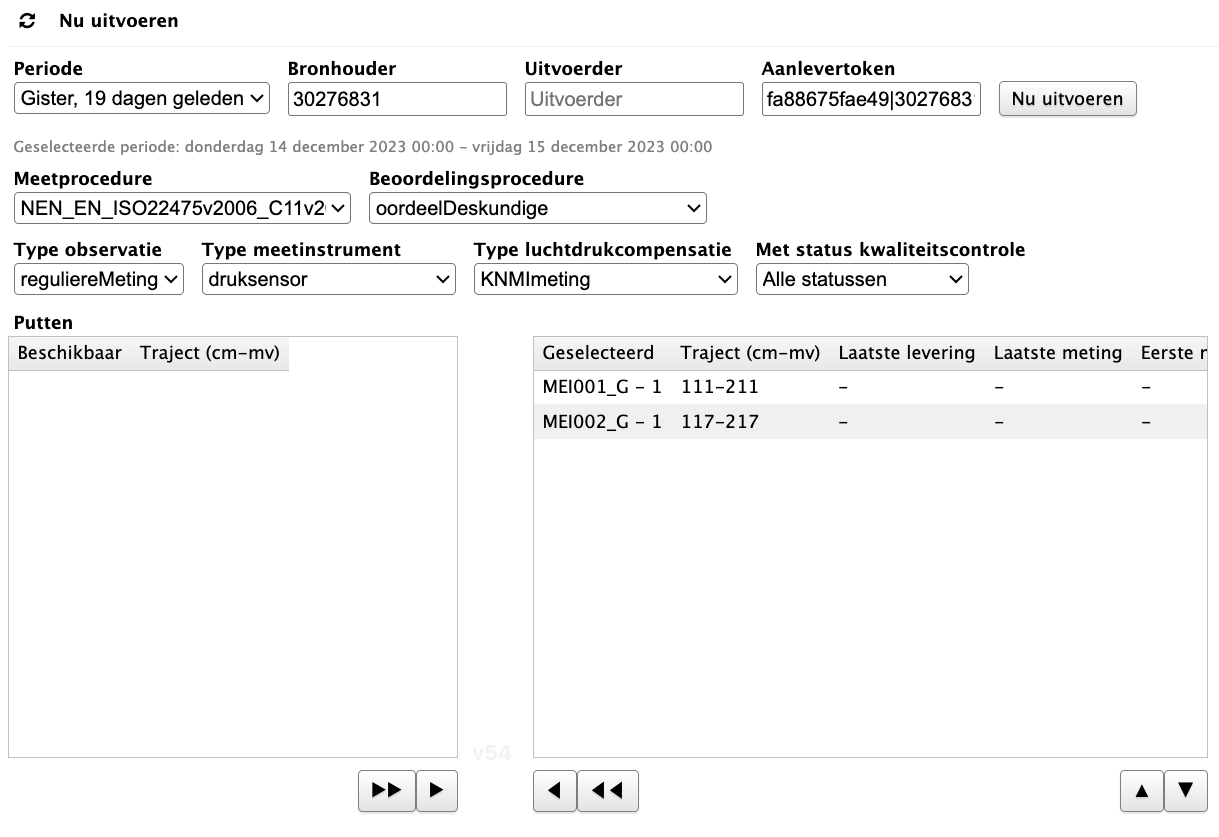 Nu uitvoeren
Periode Bronhouder Uitvoerder Aanlevertoken
Gister, 19 dagen geleden 30276831 Uitvoerder fa88675fae49|3027683 Nu uitvoeren
Geselecteerde periode: donderdag 14 december 2023 00:00 – vrijdag 15 december 2023 00:00
Meetprocedure Beoordelingsprocedure
NEN_EN_ISO22475v2006_C11v2 oordeelDeskundige
Type observatie Type meetinstrument Type luchtdrukcompensatie Met status kwaliteitscontrole
reguliereMeting druksensor KNMImeting Alle statussen
Putten
Beschikbaar Traject (cm-mv) Geselecteerd Traject (cm-mv) Laatste levering Laatste meting Eerste
MEI001_G - 1 111-211 - - -
MEI002_G - 1 117-217 - - -
v54